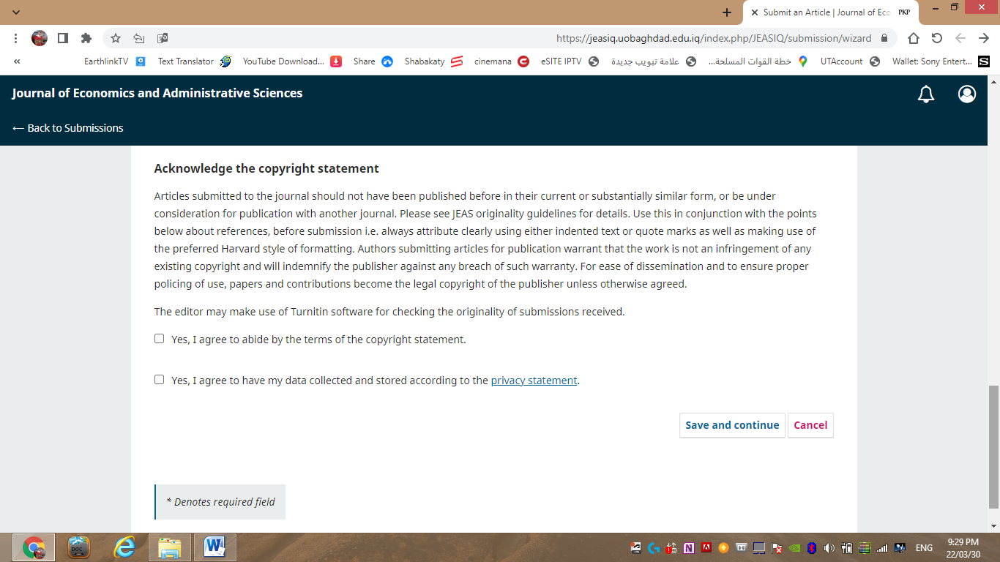 Submit an Article | Journal of Eco
PKP
https://jeasiq.uobaghdad.edu.iq/index.php/JEASIQ/submission/wizard
«
EarthlinkTV
Text Translator
YouTube Download...
Share
Shabakaty
cinemana
eSITE IPTV
علامة تبويب جديدة
خطة القوات المسلحة...
UTAccount
Wallet: Sony Entert...
Journal of Economics and Administrative Sciences
← Back to Submissions
Acknowledge the copyright statement
Articles submitted to the journal should not have been published before in their current or substantially similar form, or be under
consideration for publication with another journal. Please see JEAS originality guidelines for details. Use this in conjunction with the points
below about references, before submission i.e. always attribute clearly using either indented text or quote marks as well as making use of
the preferred Harvard style of formatting. Authors submitting articles for publication warrant that the work is not an infringement of any
existing copyright and will indemnify the publisher against any breach of such warranty. For ease of dissemination and to ensure proper
policing of use, papers and contributions become the legal copyright of the publisher unless otherwise agreed.
The editor may make use of Turnitin software for checking the originality of submissions received.
Yes, I agree to abide by the terms of the copyright statement.
Yes, I agree to have my data collected and stored according to the privacy statement.
Save and continue
Cancel
* Denotes required field
DOC
ENG
9:29 PM
22/03/30